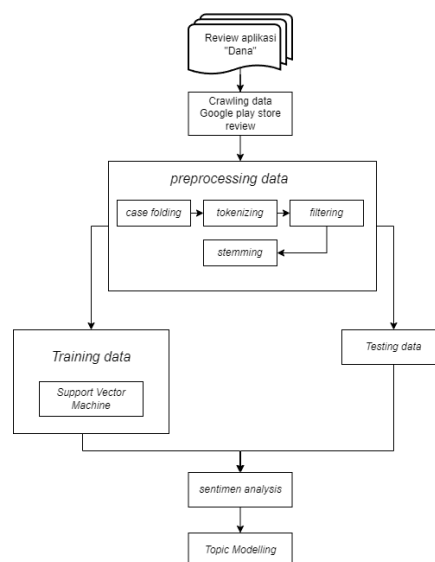 Review aplikasi
"Dana"
Crawling data
Google play store
review
preprocessing data
case folding
tokenizing
filtering
stemming
Training data
Support Vector
Machine
Testing data
sentimen analysis
Topic Modelling